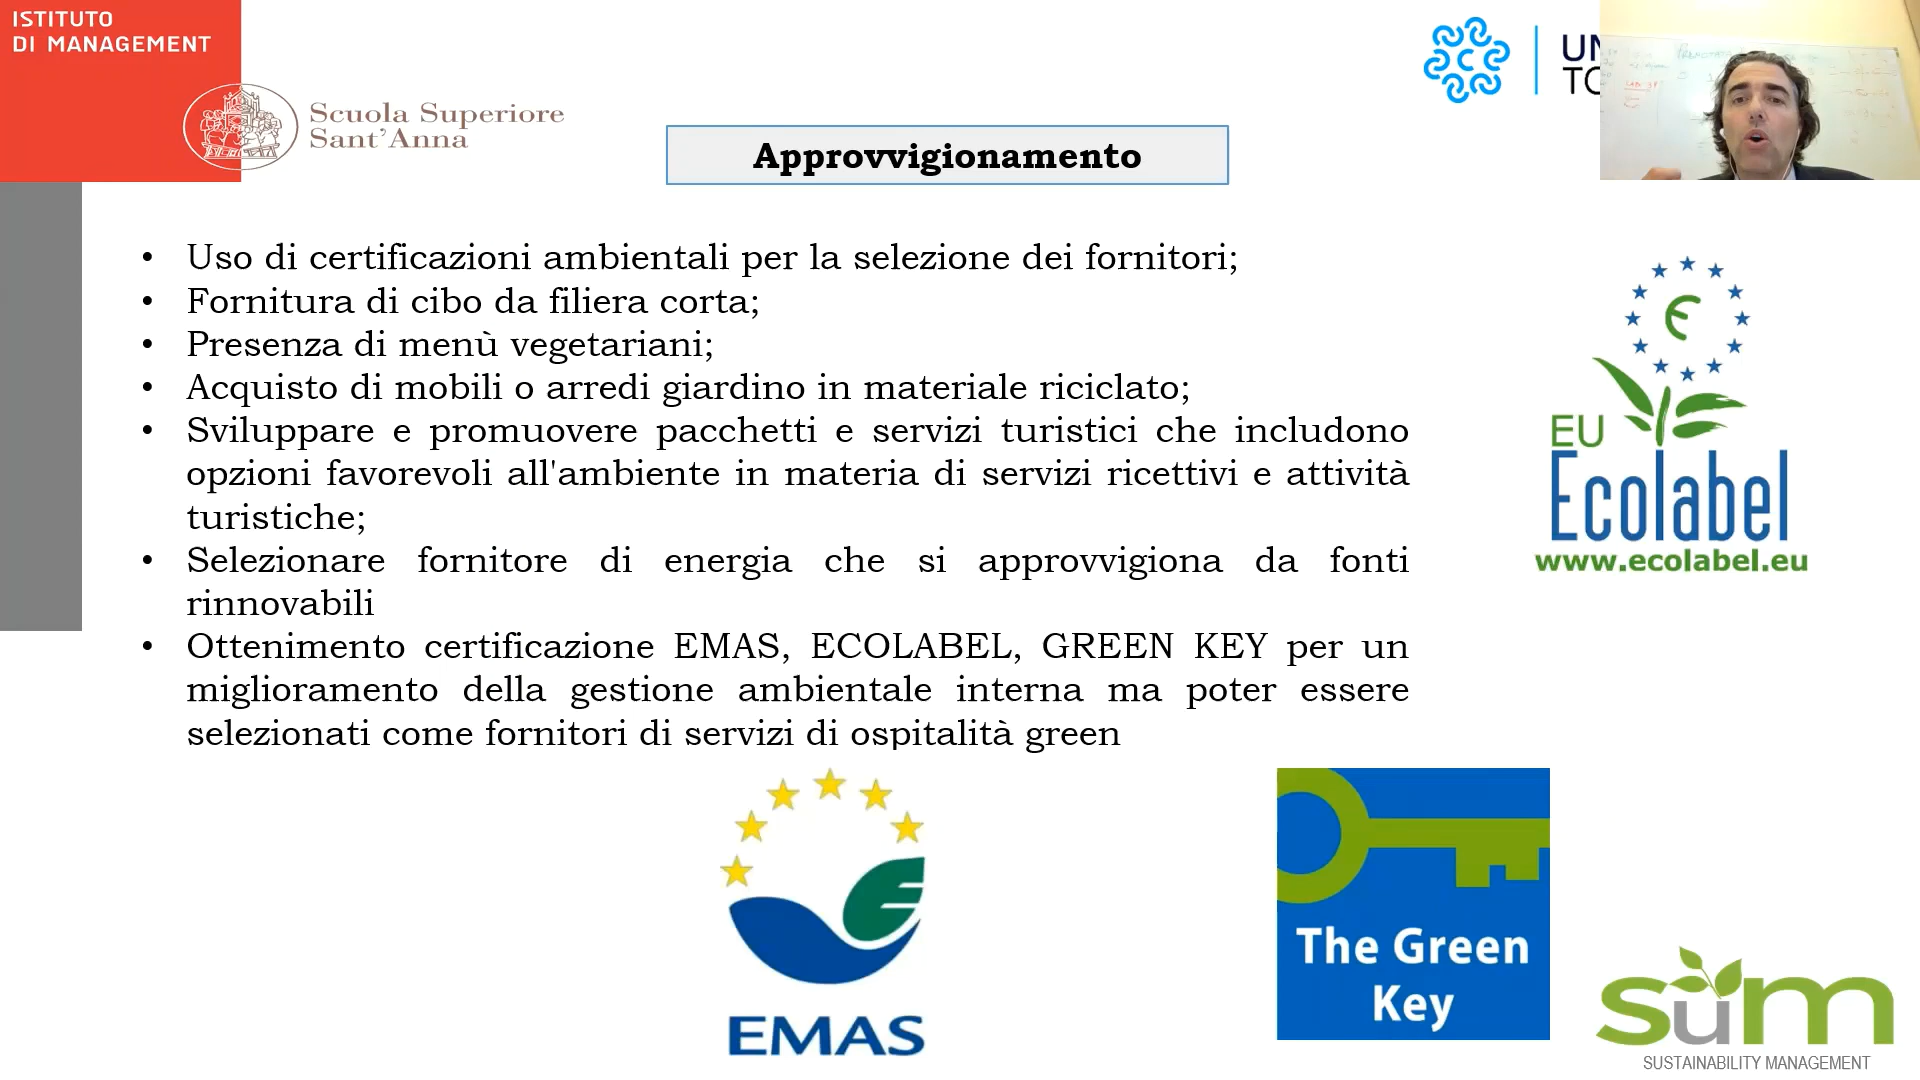 ISTITUTO
DI MANAGEMENT
Scuola Superiore
Sant'Anna
UN
TO
Approvvigionamento
• Uso di certificazioni ambientali per la selezione dei fornitori;
• Fornitura di cibo da filiera corta;
• Presenza di menù vegetariani;
• Acquisto di mobili o arredi giardino in materiale riciclato;
• Sviluppare e promuovere pacchetti e servizi turistici che includono
opzioni favorevoli all'ambiente in materia di servizi ricettivi e attività
turistiche;
• Selezionare fornitore di energia che si approvvigiona da fonti
rinnovabili
• Ottenimento certificazione EMAS, ECOLABEL, GREEN KEY per un
miglioramento della gestione ambientale interna ma poter essere
selezionati come fornitori di servizi di ospitalità green
EU
Ecolabel
www.ecolabel.eu
EMAS
The Green
Key
sum
SUSTAINABILITY MANAGEMENT